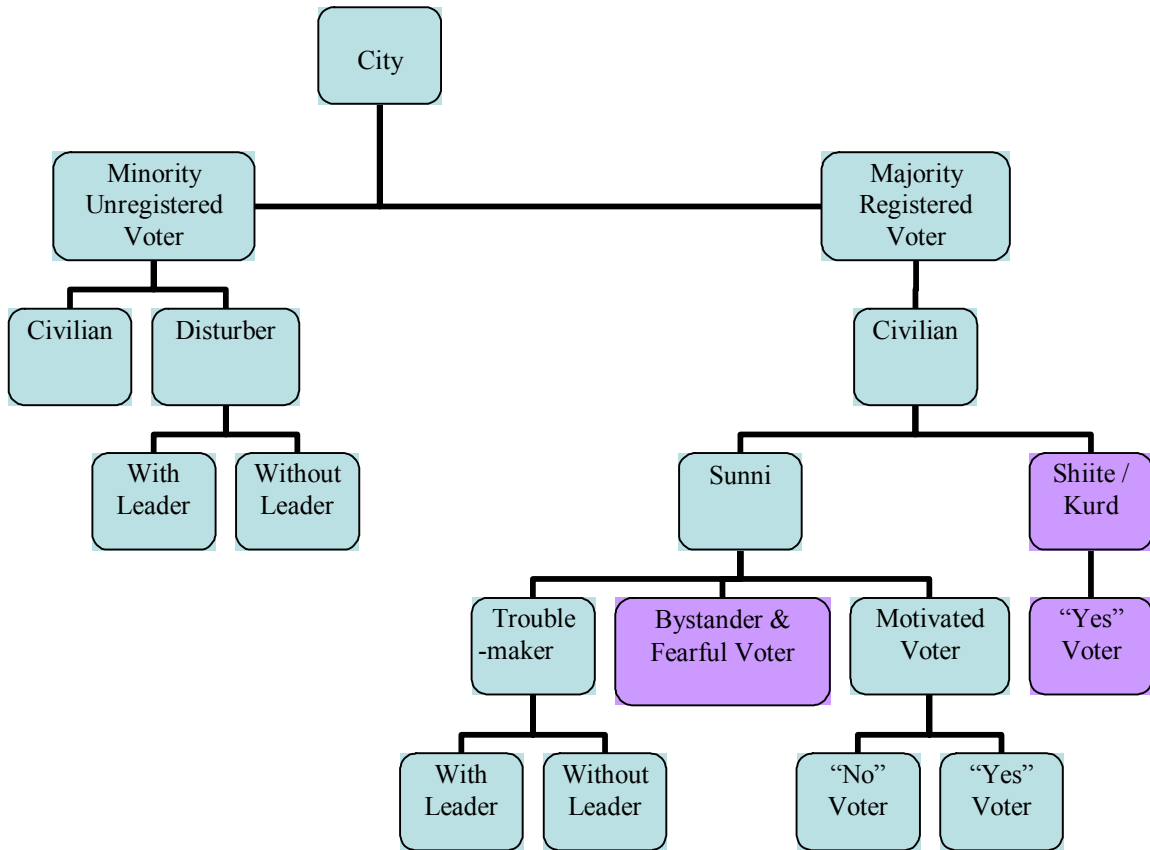 City
Minority
Unregistered
Voter
Majority
Registered
Voter
Civilian
Disturber
Civilian
With
Leader
Without
Leader
Sunni
Shiite /
Kurd
Trouble
-maker
Bystander &
Fearful Voter
Motivated
Voter
“Yes”
Voter
With
Leader
Without
Leader
“No”
Voter
“Yes”
Voter